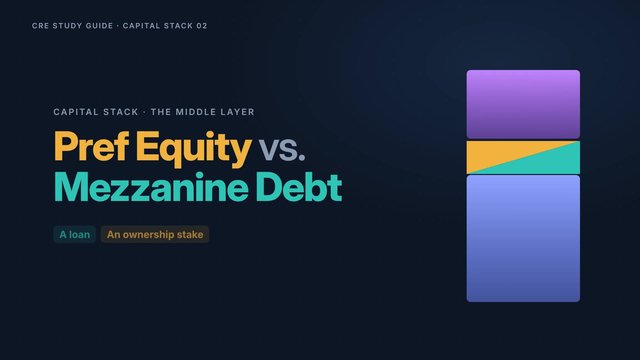 CRE STUDY GUIDE · CAPITAL STACK 02
CAPITAL STACK · THE MIDDLE LAYER
Pref Equity vs.
Mezzanine Debt
A loan An ownership stake